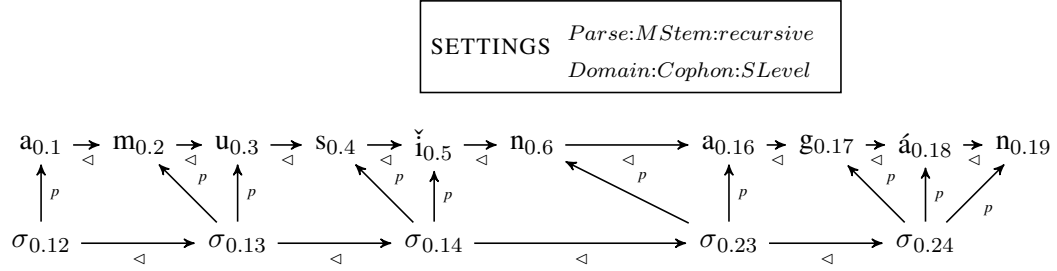 SETTINGS Parse:MStem:recursive
Domain:Cophon:SLevel
a0.1 ◁ m0.2 ◁ u0.3 ◁ s0.4 ◁ ǐ0.5 ◁ n0.6 ◁ a0.16 ◁ g0.17 ◁ á0.18 ◁ n0.19
p p p p p p p p p p
σ0.12 ◁ σ0.13 ◁ σ0.14 ◁ σ0.23 ◁ σ0.24